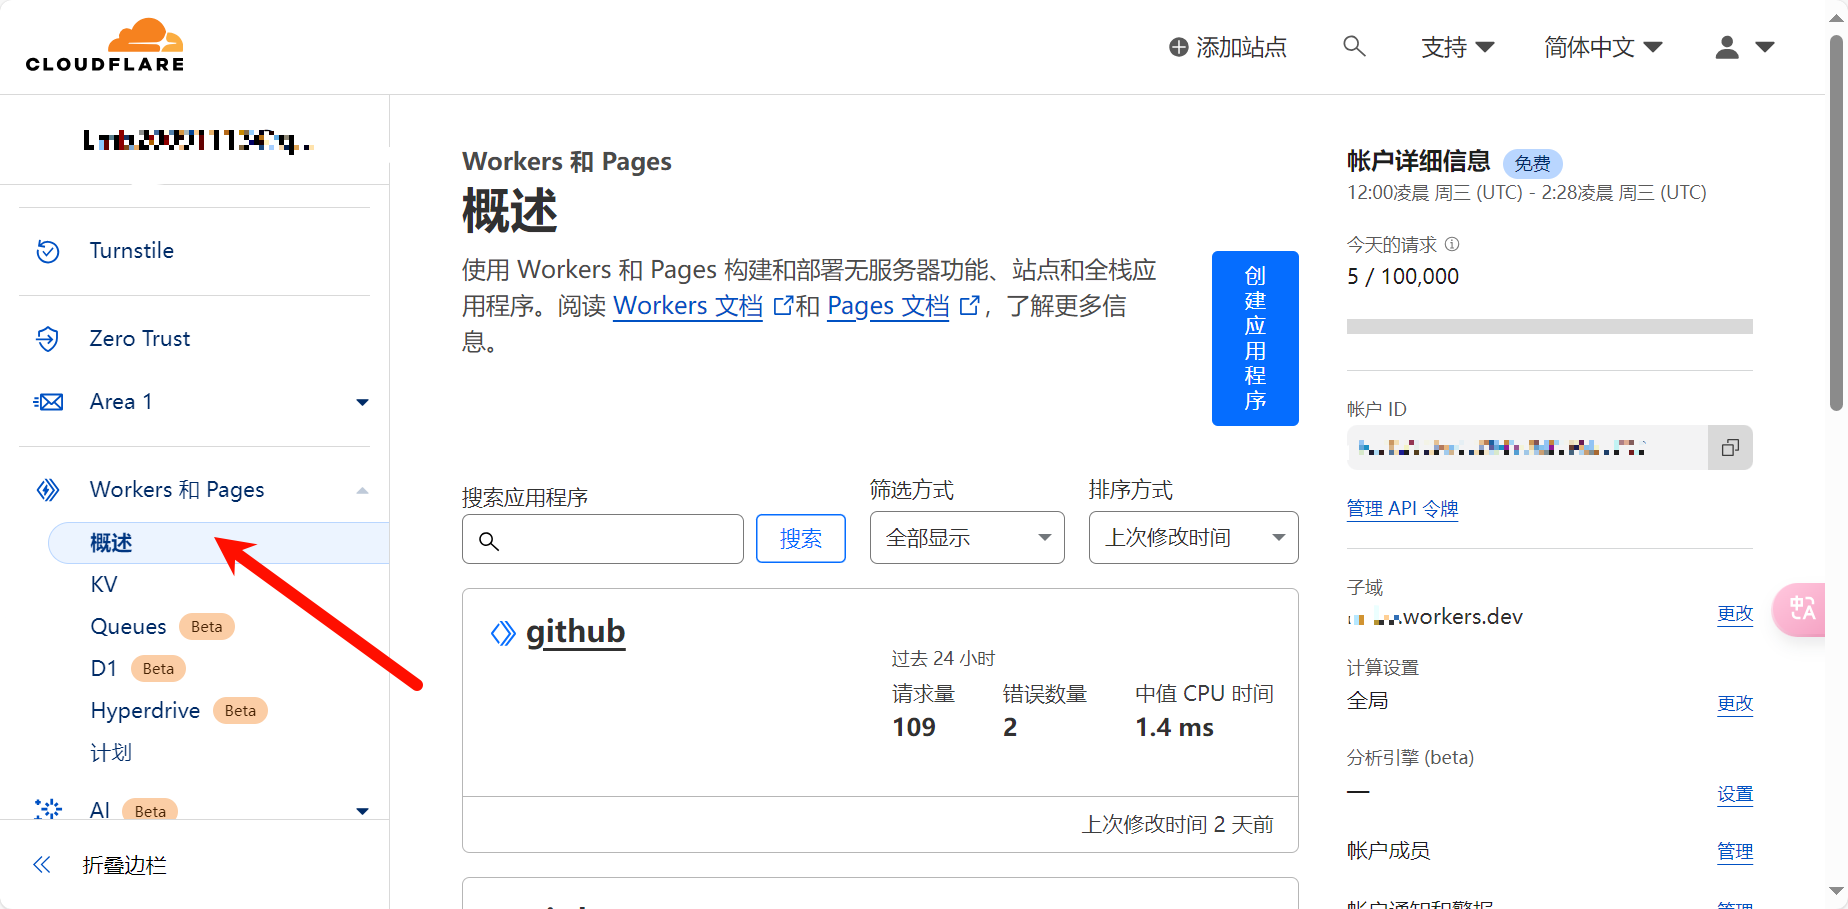 CLOUDFLARE
添加站点
支持
简体中文
Turnstile
Zero Trust
Area 1
Workers 和 Pages
概述
KV
Queues Beta
D1 Beta
Hyperdrive Beta
计划
AI Beta
折叠边栏
Workers 和 Pages
概述
使用 Workers 和 Pages 构建和部署无服务器功能、站点和全栈应
用程序。阅读 Workers 文档 和 Pages 文档 ，了解更多信
息。
创
建
应
用
程
序
搜索应用程序
搜索
筛选方式
全部显示
排序方式
上次修改时间
github
过去 24 小时
请求量 错误数量 中值 CPU 时间
109 2 1.4 ms
上次修改时间 2 天前
帐户详细信息 免费
12:00凌晨 周三 (UTC) - 2:28凌晨 周三 (UTC)
今天的请求
5 / 100,000
帐户 ID
管理 API 令牌
子域
.workers.dev 更改
计算设置
全局 更改
分析引擎 (beta)
— 设置
帐户成员 管理
中A